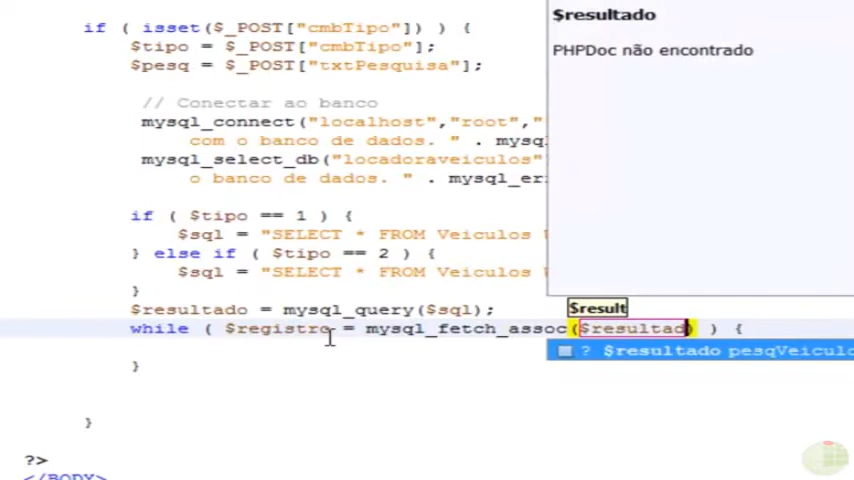 if ( isset($_POST["cmbTipo"]) ) {
$tipo = $_POST["cmbTipo"];
$pesq = $_POST["txtPesquisa"];
// Conectar ao banco
mysql_connect("localhost","root","
com o banco de dados. " . mysq
mysql_select_db("locadoraveiculos"
o banco de dados. " . mysql_er
if ( $tipo == 1 ) {
$sql = "SELECT * FROM Veiculos
} else if ( $tipo == 2 ) {
$sql = "SELECT * FROM Veiculos
}
$resultado = mysql_query($sql);
while ( $registro = mysql_fetch_assoc($resultad) ) {
}
}
?>
</BODY>
$resultado
PHPDoc não encontrado
$result
? $resultado pesqVeiculo